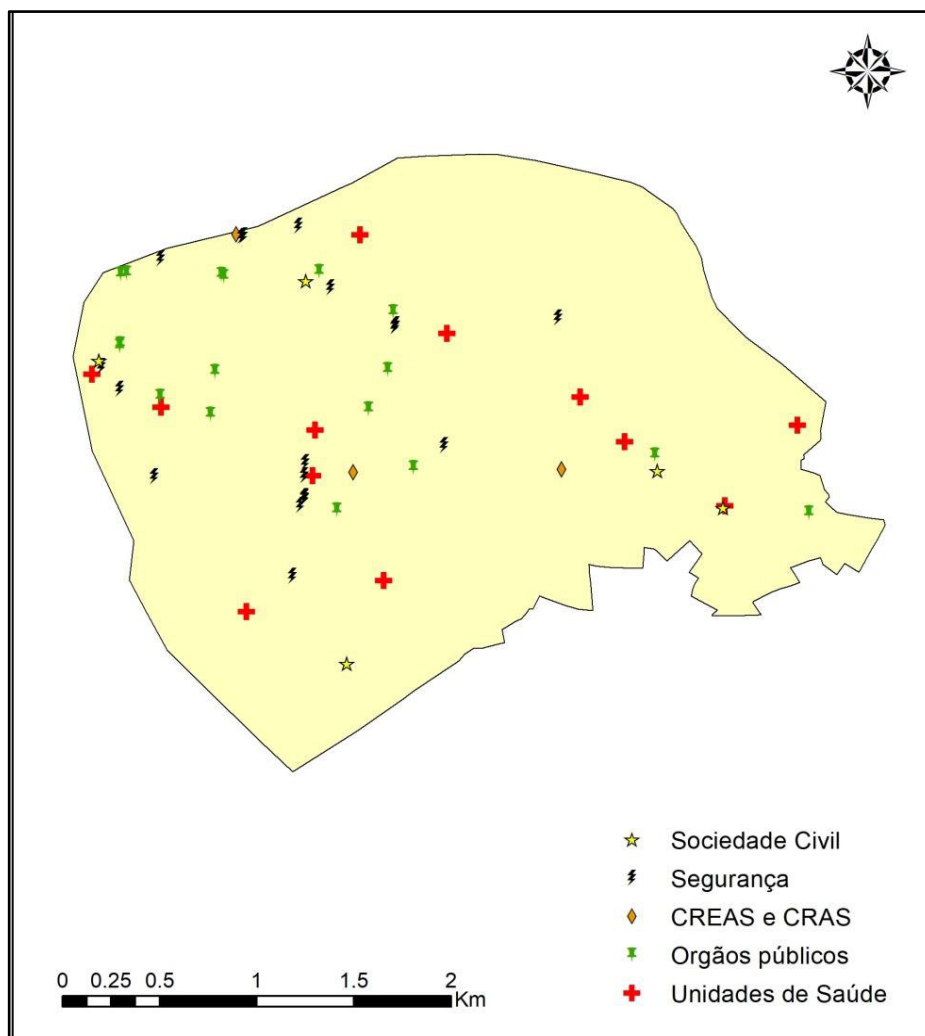 Sociedade Civil
Segurança
CREAS e CRAS
Orgãos públicos
Unidades de Saúde
0 0.25 0.5 1 1.5 2
Km